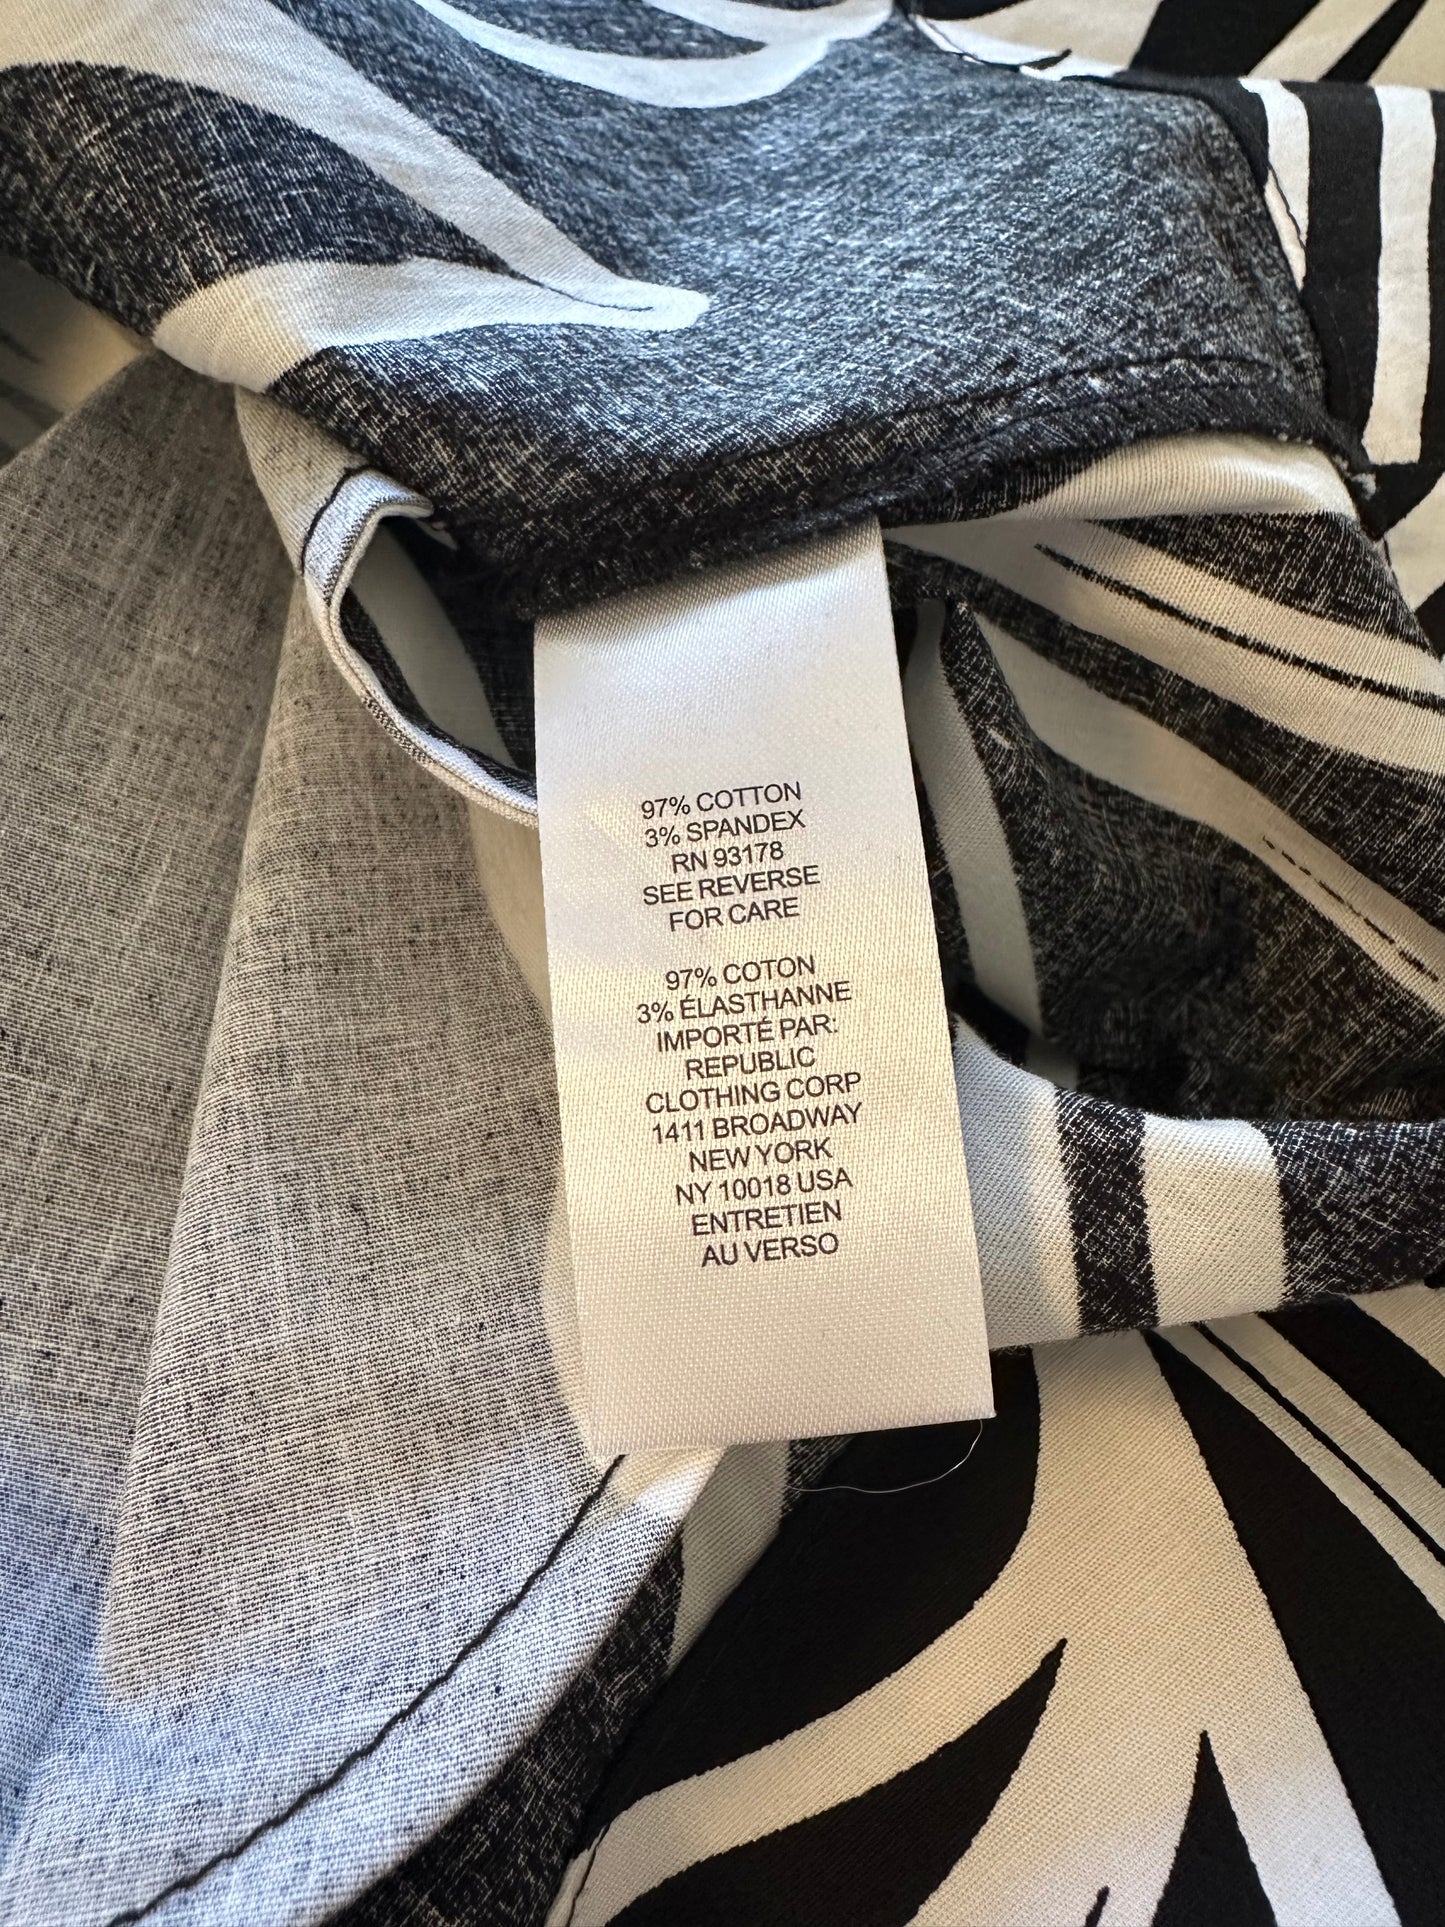 97% COTTON
3% SPANDEX
RN 93178
SEE REVERSE
FOR CARE
97% COTON
3% ÉLASTHANNE
IMPORTÉ PAR:
REPUBLIC
CLOTHING CORP
1411 BROADWAY
NEW YORK
NY 10018 USA
ENTRETIEN
AU VERSO